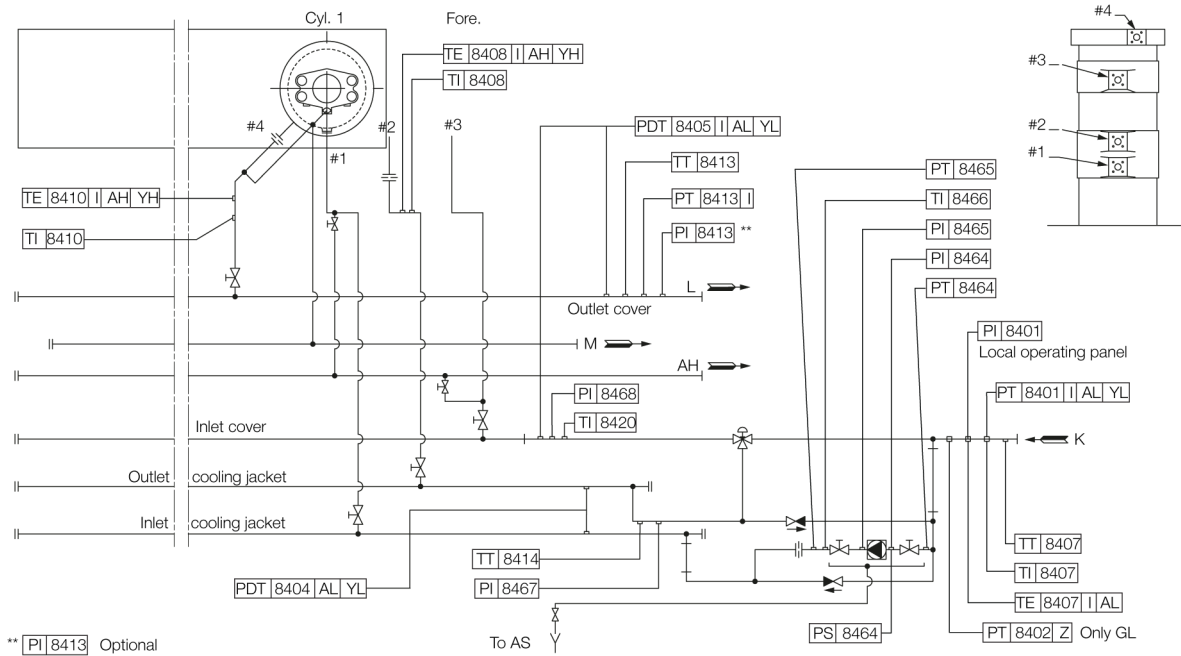 Cyl. 1
Fore.
#4
TE 8408 I AH YH
#3
TI 8408
#4
#2
#3
#1
PDT 8405 I AL YL
#2
#1
TT 8413
PT 8465
TE 8410 I AH YH
PT 8413 I
TI 8466
TI 8410
PI 8413 **
PI 8465
PI 8464
L
PT 8464
Outlet cover
PI 8401
M
Local operating panel
AH
PI 8468
PT 8401 I AL YL
Inlet cover
TI 8420
K
Outlet cooling jacket
Inlet cooling jacket
TT 8407
TT 8414
TI 8407
PDT 8404 AL YL
PI 8467
TE 8407 I AL
PS 8464
PT 8402 Z Only GL
To AS
** PI 8413 Optional